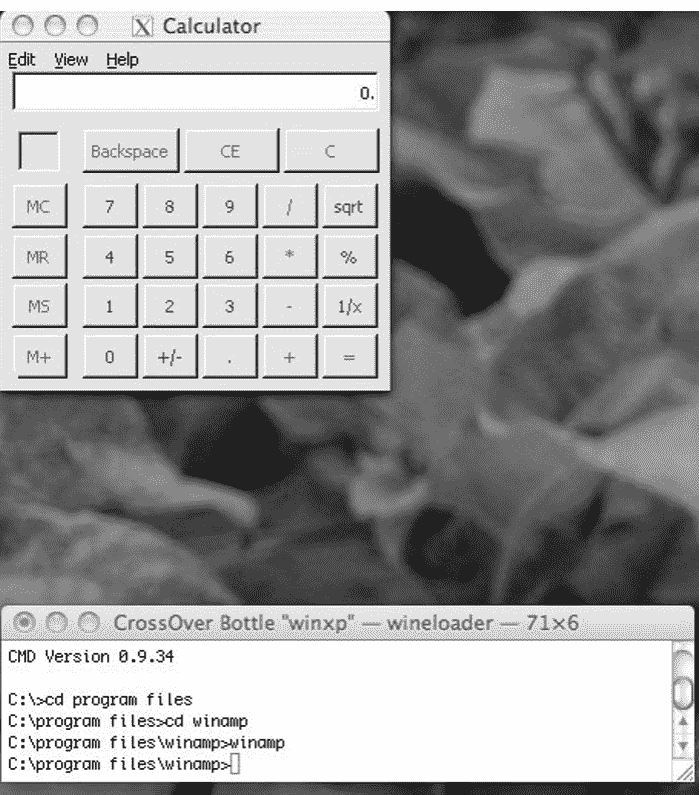 X Calculator
Edit View Help
0.
Backspace CE C
MC 7 8 9 / sqrt
MR 4 5 6 * %
MS 1 2 3 - 1/x
M+ 0 +/- . + =
CrossOver Bottle "winxp" — wineloader — 71×6
CMD Version 0.9.34
C:\>cd program files
C:\program files>cd winamp
C:\program files\winamp>winamp
C:\program files\winamp>